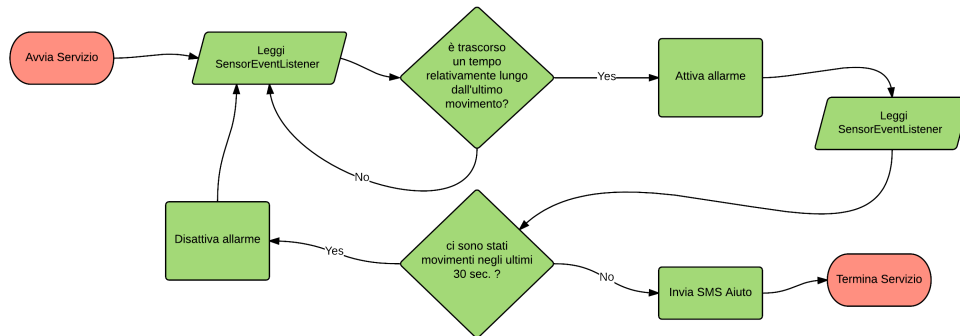 Avvia Servizio
Leggi
SensorEventListener
è trascorso
un tempo
relativamente lungo
dall'ultimo
movimento?
Yes
Attiva allarme
Leggi
SensorEventListener
No
Disattiva allarme
Yes
ci sono stati
movimenti negli ultimi
30 sec. ?
No
Invia SMS Aiuto
Termina Servizio